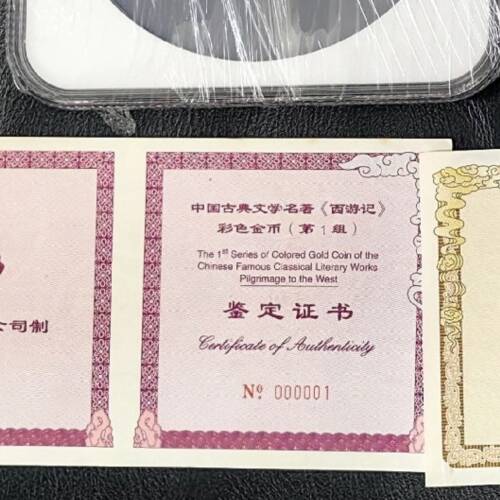 公司制
中国古典文学名著《西游记》
彩色金币（第1组）
The 1st Series of Colored Gold Coin of the
Chinese Famous Classical Literary Works
Pilgrimage to the West
鉴定证书
Certificate of Authenticity
Nº. 000001